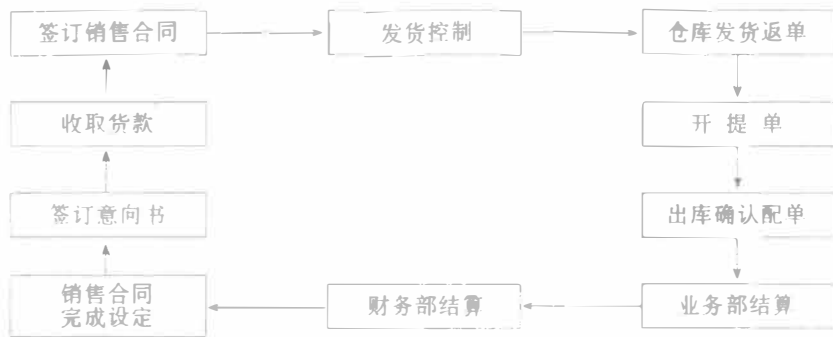 签订销售合同
发货控制
仓库发货返单
收取货款
开提单
签订意向书
出库确认配单
销售合同
完成设定
财务部结算
业务部结算